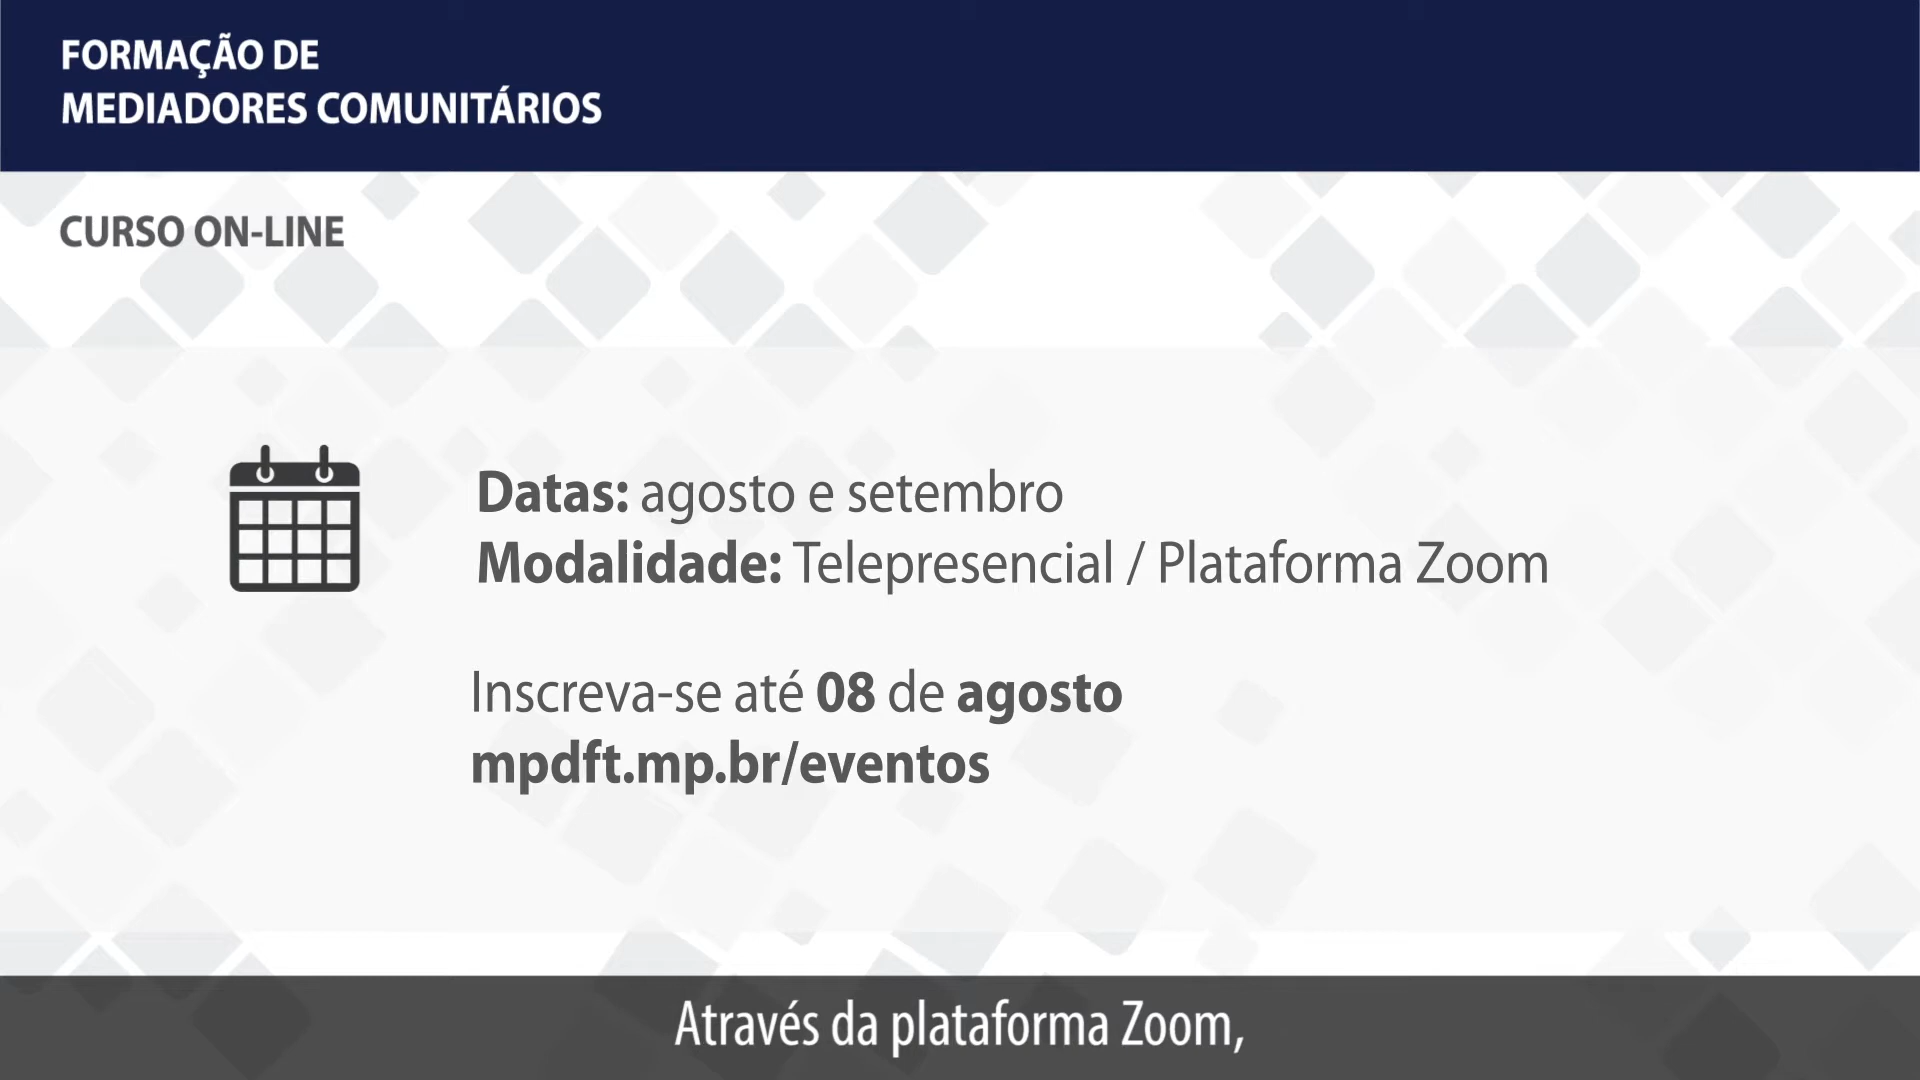 FORMAÇÃO DE
MEDIADORES COMUNITÁRIOS
CURSO ON-LINE
Datas: agosto e setembro
Modalidade: Telepresencial / Plataforma Zoom
Inscreva-se até 08 de agosto
mpdft.mp.br/eventos
Através da plataforma Zoom,